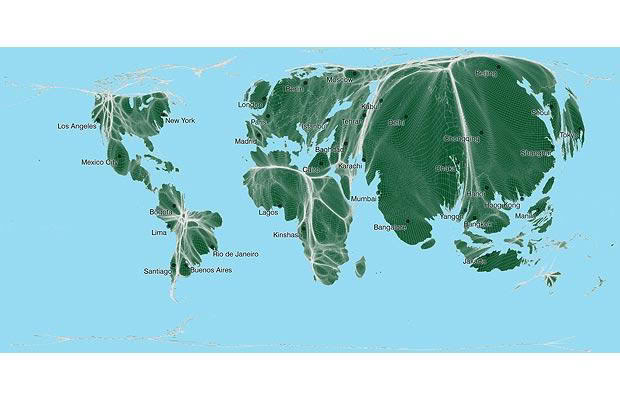 Moscow
Beijing
Berlin
London
Kabul
Seoul
New York
Paris
Delhi
Los Angeles
Istanbul
Tehran
Tokyo
Madrid
Chongqing
Baghdad
Shanghai
Mexico City
Cairo
Karachi
Dhaka
Hanoi
Mumbai
Hong Kong
Bogota
Lagos
Manila
Yangon
Bangkok
Lima
Kinshasa
Bangalore
Rio de Janeiro
Jakarta
Santiago
Buenos Aires